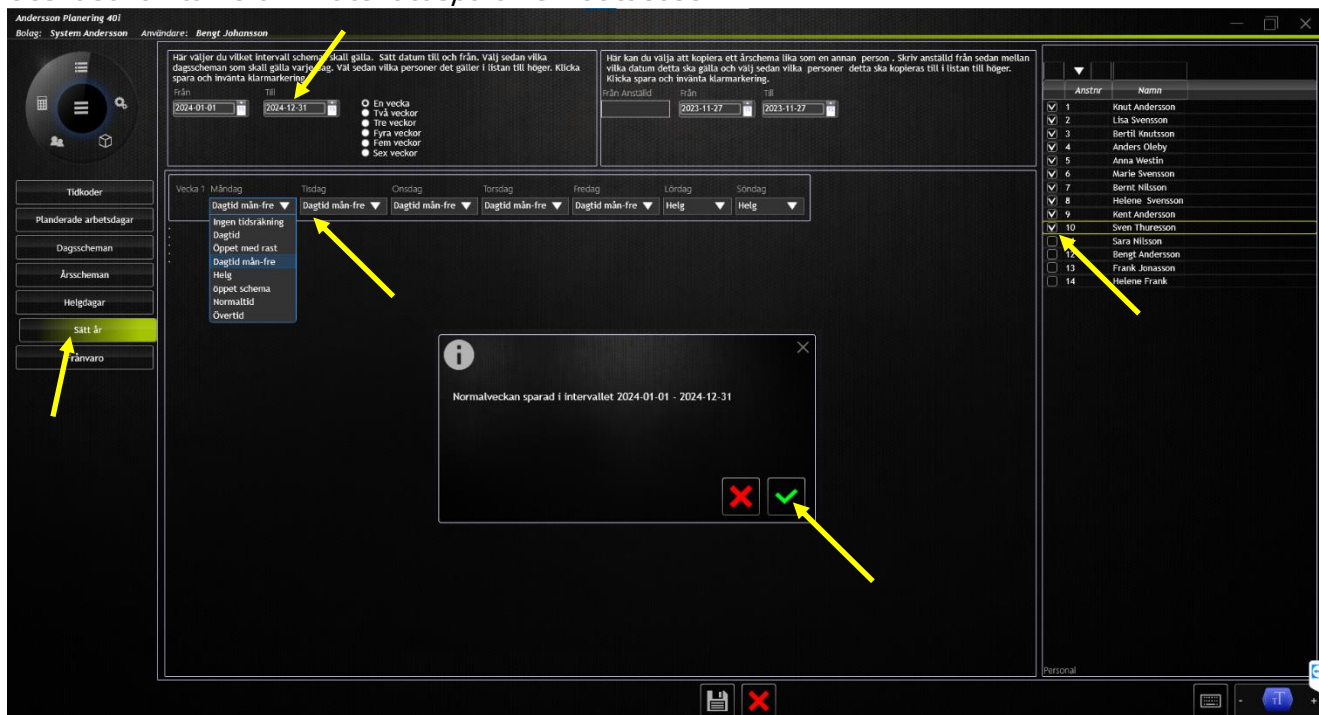 Andersson Planering 40i
Bolag: System Andersson Användare: Bengt Johansson
Här väljer du vilket intervall schemat skall gälla. Sätt datum till och från. Välj sedan vilka
dagsscheman som skall gälla varje dag. Väl sedan vilka personer det gäller i listan till höger. Klicka
spara och invänta klarmarkering
Från Till
2024-01-01 2024-12-31
En vecka
Två veckor
Tre veckor
Fyra veckor
Fem veckor
Sex veckor
Här kan du välja att kopiera ett årschema lika som en annan person . Skriv anställd från sedan mellan
vilka datum detta ska gälla och välj sedan vilka personer detta ska kopieras till i listan till höger.
Klicka spara och invänta klarmarkering.
Från Anställd Från Till
2023-11-27 2023-11-27
Tidkoder
Planderade arbetsdagar
Dagsscheman
Årsscheman
Helgdagar
Sätt år
Frånvaro
Vecka 1 Måndag Tisdag Onsdag Torsdag Fredag Lördag Söndag
Dagtid mån-fre Dagtid mån-fre Dagtid mån-fre Dagtid mån-fre Dagtid mån-fre Helg Helg
Ingen tidsräkning
Dagtid
Öppet med rast
Dagtid mån-fre
Helg
öppet schema
Normaltid
Övertid
Normalveckan sparad i intervallet 2024-01-01 - 2024-12-31
Anstnr Namn
1 Knut Andersson
2 Lisa Svensson
3 Bertil Knutsson
4 Anders Oleby
5 Anna Westin
6 Marie Svensson
7 Bernt Nilsson
8 Helene Svensson
9 Kent Andersson
10 Sven Thuresson
Sara Nilsson
12 Bengt Andersson
13 Frank Jonasson
14 Helene Frank
Personal
- T +